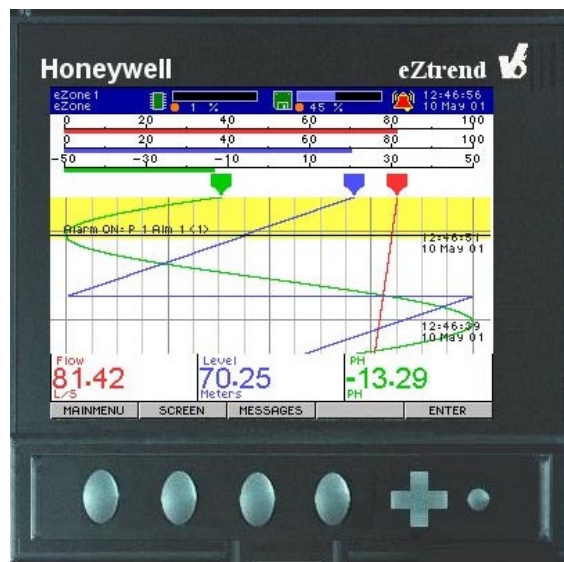 Honeywell
eZtrend V5
eZone1
eZone
1 %
45 %
12:46:56
10 May 01
0 20 40 60 80 100
0 20 40 60 80 100
-50 -30 -10 10 30 50
Alarm ON: P 1 Alm 1 (1)
12:46:51
10 May 01
12:46:39
10 May 01
Flow
81.42
L/S
Level
70.25
Meters
PH
-13.29
PH
MAINMENU SCREEN MESSAGES ENTER